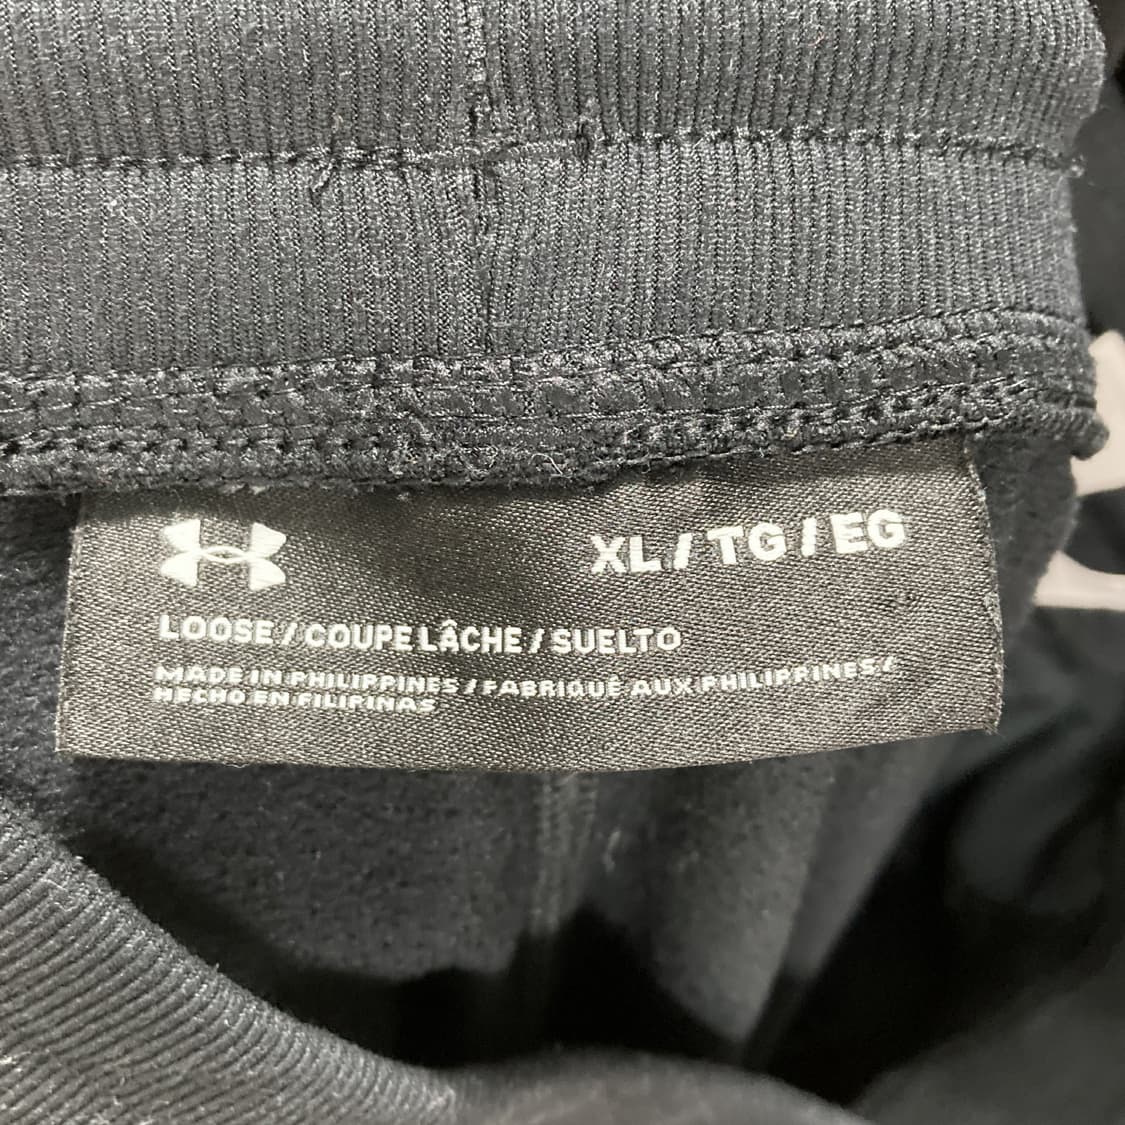 XL / TG / EG
LOOSE / COUPE LÂCHE / SUELTO
MADE IN PHILIPPINES / FABRIQUÉ AUX PHILIPPINES /
HECHO EN FILIPINAS